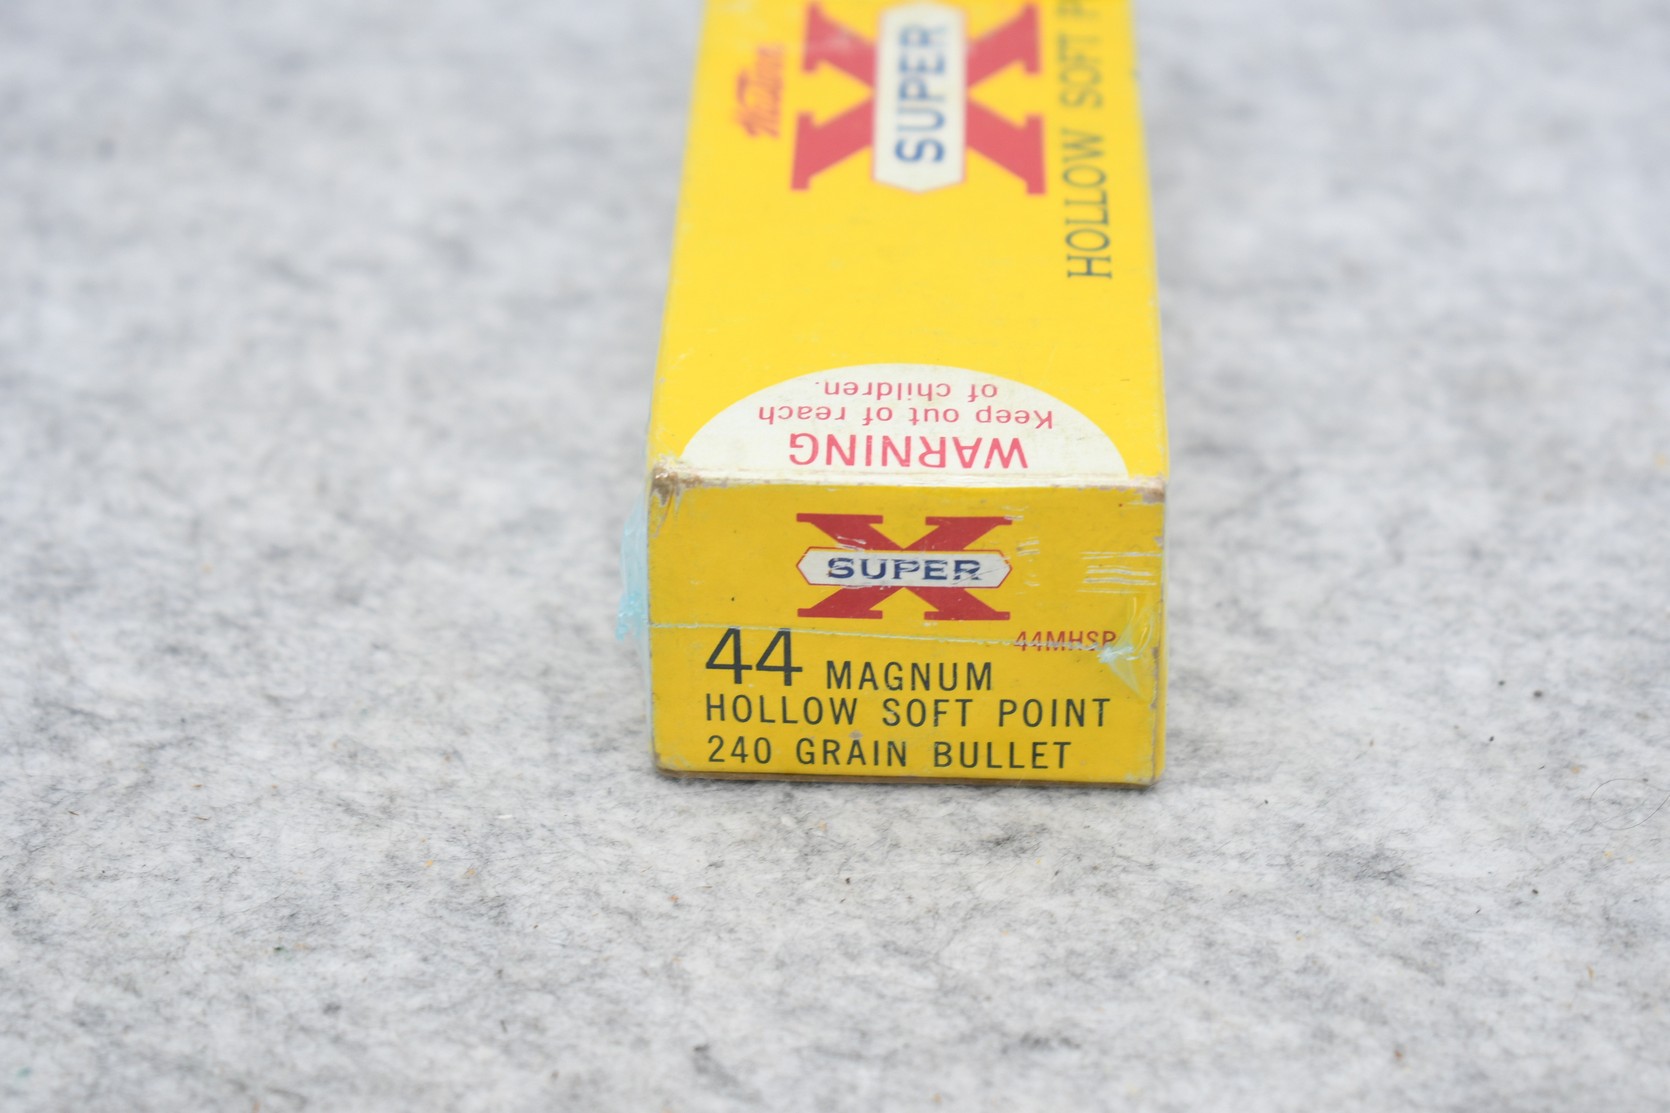 Western
SUPER X
HOLLOW SOFT
WARNING
Keep out of reach
of children.
SUPER X
44MHSP
44 MAGNUM
HOLLOW SOFT POINT
240 GRAIN BULLET